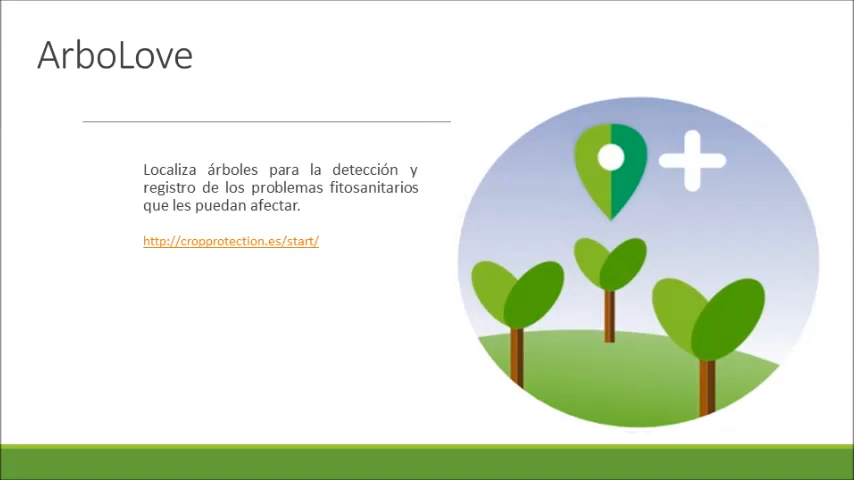 ArboLove
Localiza árboles para la detección y
registro de los problemas fitosanitarios
que les puedan afectar.
http://cropprotection.es/start/